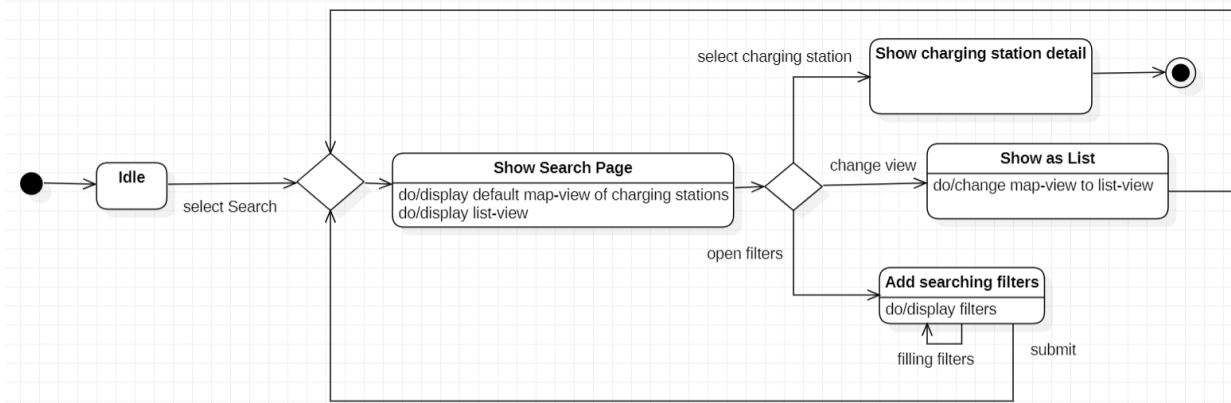 select charging station
Show charging station detail
Idle
select Search
Show Search Page
do/display default map-view of charging stations
do/display list-view
change view
Show as List
do/change map-view to list-view
open filters
Add searching filters
do/display filters
filling filters
submit